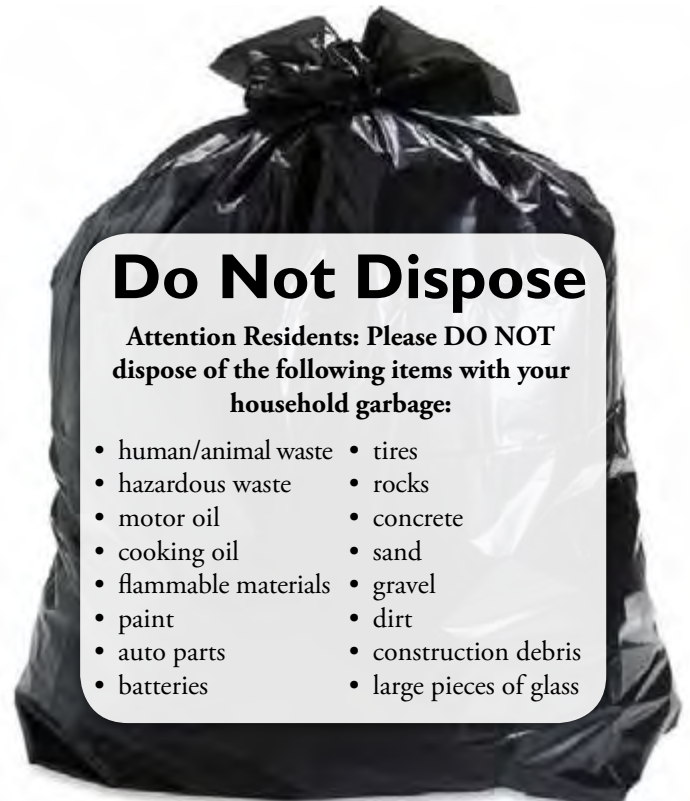 Do Not Dispose
Attention Residents: Please DO NOT
dispose of the following items with your
household garbage:
• human/animal waste
• hazardous waste
• motor oil
• cooking oil
• flammable materials
• paint
• auto parts
• batteries
• tires
• rocks
• concrete
• sand
• gravel
• dirt
• construction debris
• large pieces of glass